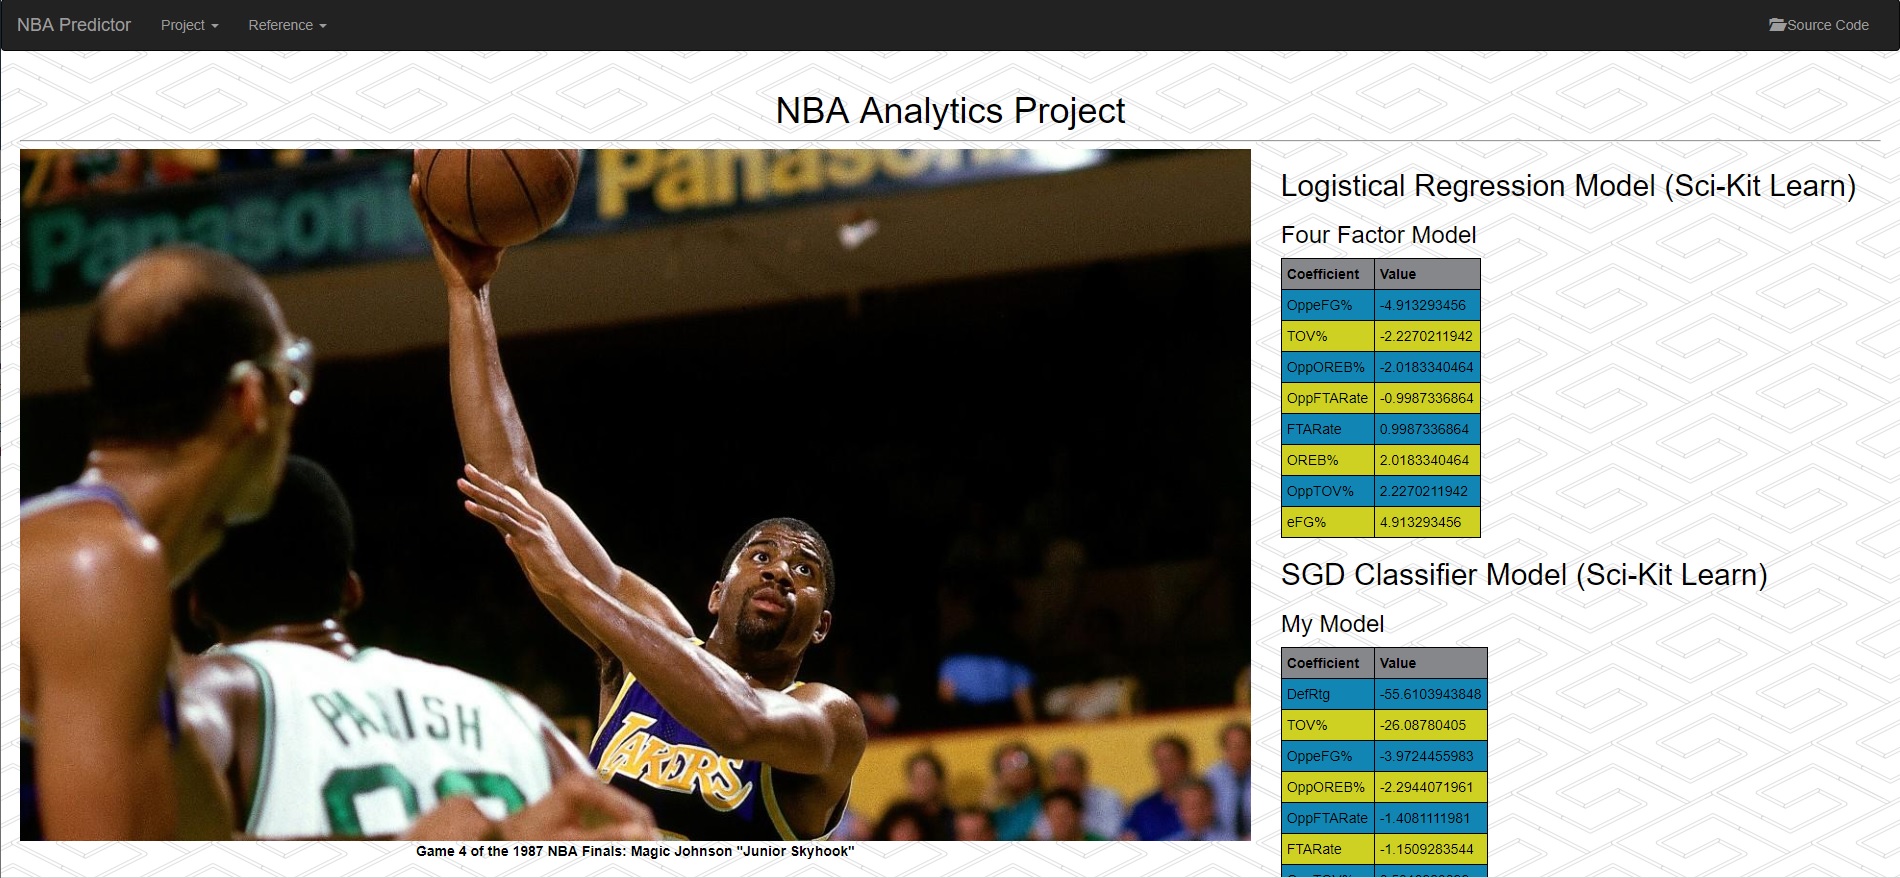 NBA Predictor Project Reference Source Code
NBA Analytics Project
Panasonic
Panasonic
PARISH
LAKERS
Game 4 of the 1987 NBA Finals: Magic Johnson "Junior Skyhook"
Logistical Regression Model (Sci-Kit Learn)
Four Factor Model
Coefficient Value
OppeFG% -4.913293456
TOV% -2.2270211942
OppOREB% -2.0183340464
OppFTARate -0.9987336864
FTARate 0.9987336864
OREB% 2.0183340464
OppTOV% 2.2270211942
eFG% 4.913293456
SGD Classifier Model (Sci-Kit Learn)
My Model
Coefficient Value
DefRtg -55.6103943848
TOV% -26.08780405
OppeFG% -3.9724455983
OppOREB% -2.2944071961
OppFTARate -1.4081111981
FTARate -1.1509283544